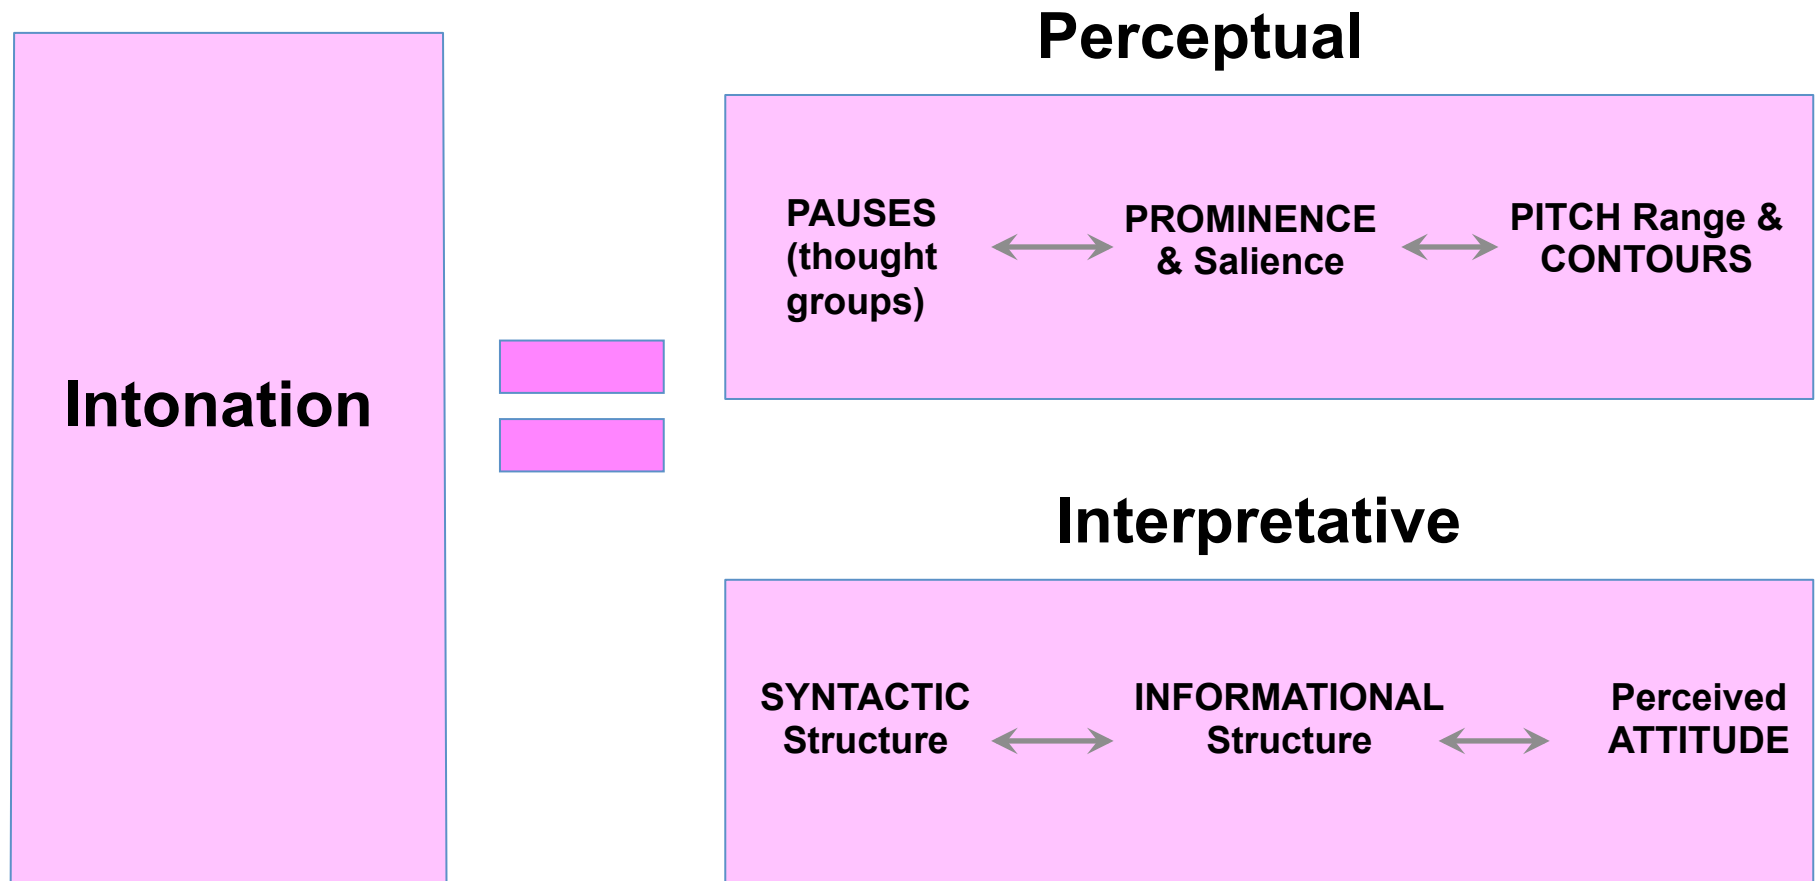 Perceptual
PAUSES
(thought
groups)
PROMINENCE
& Salience
PITCH Range &
CONTOURS
Intonation
Interpretative
SYNTACTIC
Structure
INFORMATIONAL
Structure
Perceived
ATTITUDE